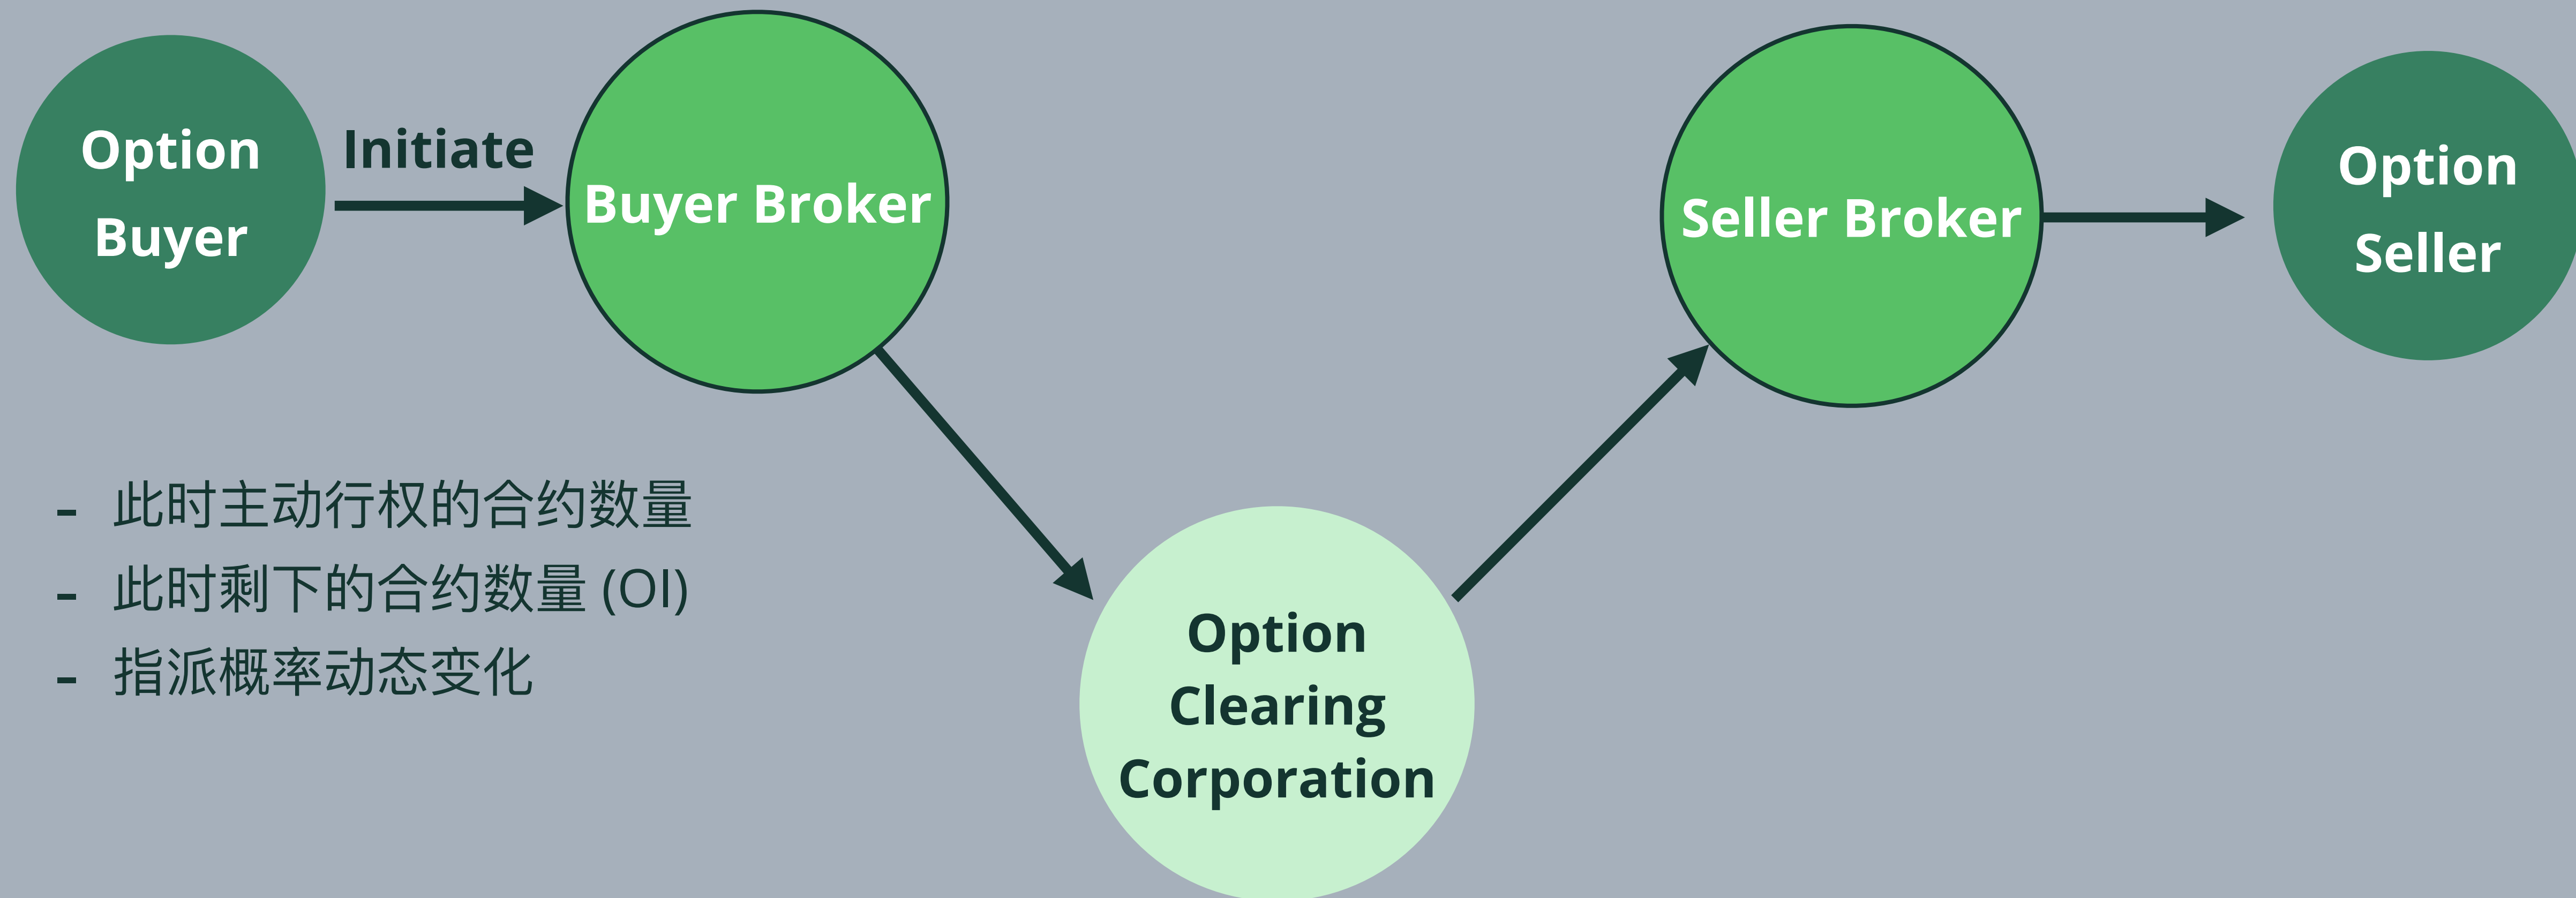 Option
Buyer
Initiate
Buyer Broker
Seller Broker
Option
Seller
- 此时主动行权的合约数量
- 此时剩下的合约数量 (OI)
- 指派概率动态变化
Option
Clearing
Corporation